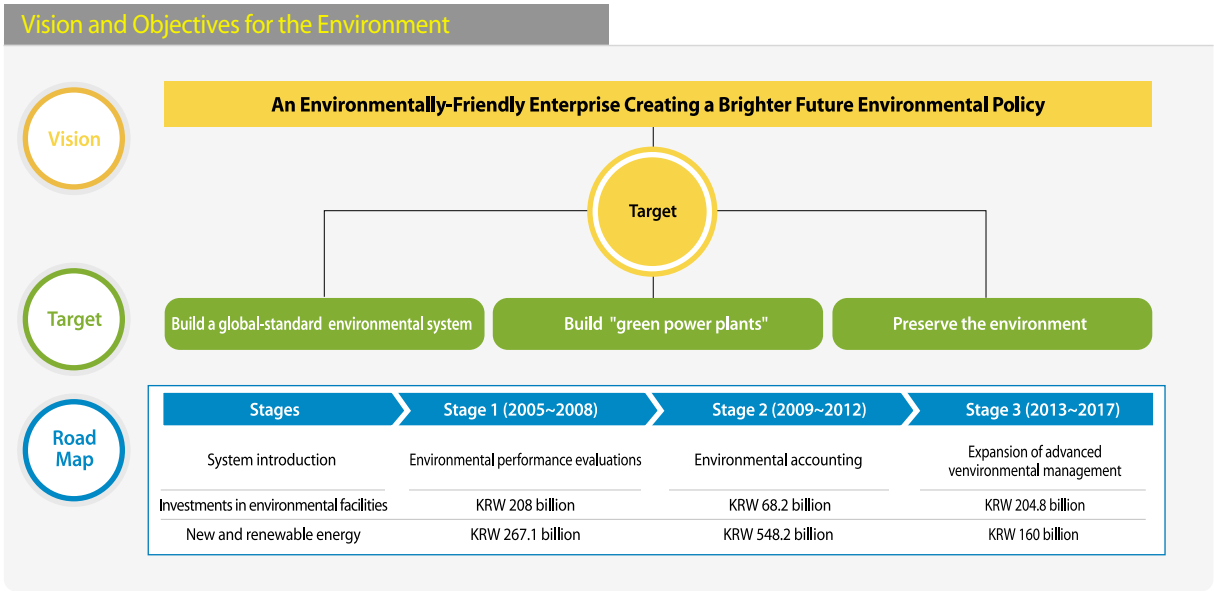 Vision and Objectives for the Environment
Vision
An Environmentally-Friendly Enterprise Creating a Brighter Future Environmental Policy
Target
Target
Build a global-standard environmental system
Build "green power plants"
Preserve the environment
Road
Map
Stages
Stage 1 (2005~2008)
Stage 2 (2009~2012)
Stage 3 (2013~2017)
System introduction
Environmental performance evaluations
Environmental accounting
Expansion of advanced
venvironmental management
Investments in environmental facilities
KRW 208 billion
KRW 68.2 billion
KRW 204.8 billion
New and renewable energy
KRW 267.1 billion
KRW 548.2 billion
KRW 160 billion